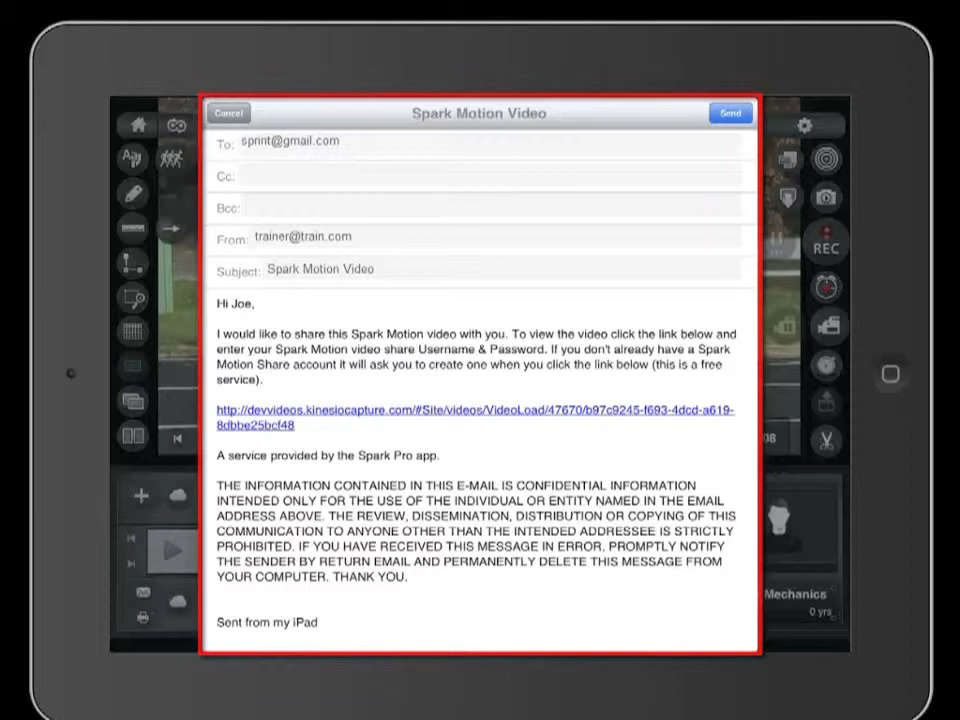 Cancel
Spark Motion Video
Send
To: sprint@gmail.com
Cc:
Bcc:
From: trainer@train.com
Subject: Spark Motion Video
REC
Hi Joe,
I would like to share this Spark Motion video with you. To view the video click the link below and
enter your Spark Motion video share Username & Password. If you don't already have a Spark
Motion Share account it will ask you to create one when you click the link below (this is a free
service).
http://devvideos.kinesiocapture.com/#Site/videos/VideoLoad/47670/b97c9245-f693-4dcd-a619-
8dbbe25bcf48
08
A service provided by the Spark Pro app.
THE INFORMATION CONTAINED IN THIS E-MAIL IS CONFIDENTIAL INFORMATION
INTENDED ONLY FOR THE USE OF THE INDIVIDUAL OR ENTITY NAMED IN THE EMAIL
ADDRESS ABOVE. THE REVIEW, DISSEMINATION, DISTRIBUTION OR COPYING OF THIS
COMMUNICATION TO ANYONE OTHER THAN THE INTENDED ADDRESSEE IS STRICTLY
PROHIBITED. IF YOU HAVE RECEIVED THIS MESSAGE IN ERROR, PROMPTLY NOTIFY
THE SENDER BY RETURN EMAIL AND PERMANENTLY DELETE THIS MESSAGE FROM
YOUR COMPUTER. THANK YOU.
Mechanics
0 yrs
Sent from my iPad